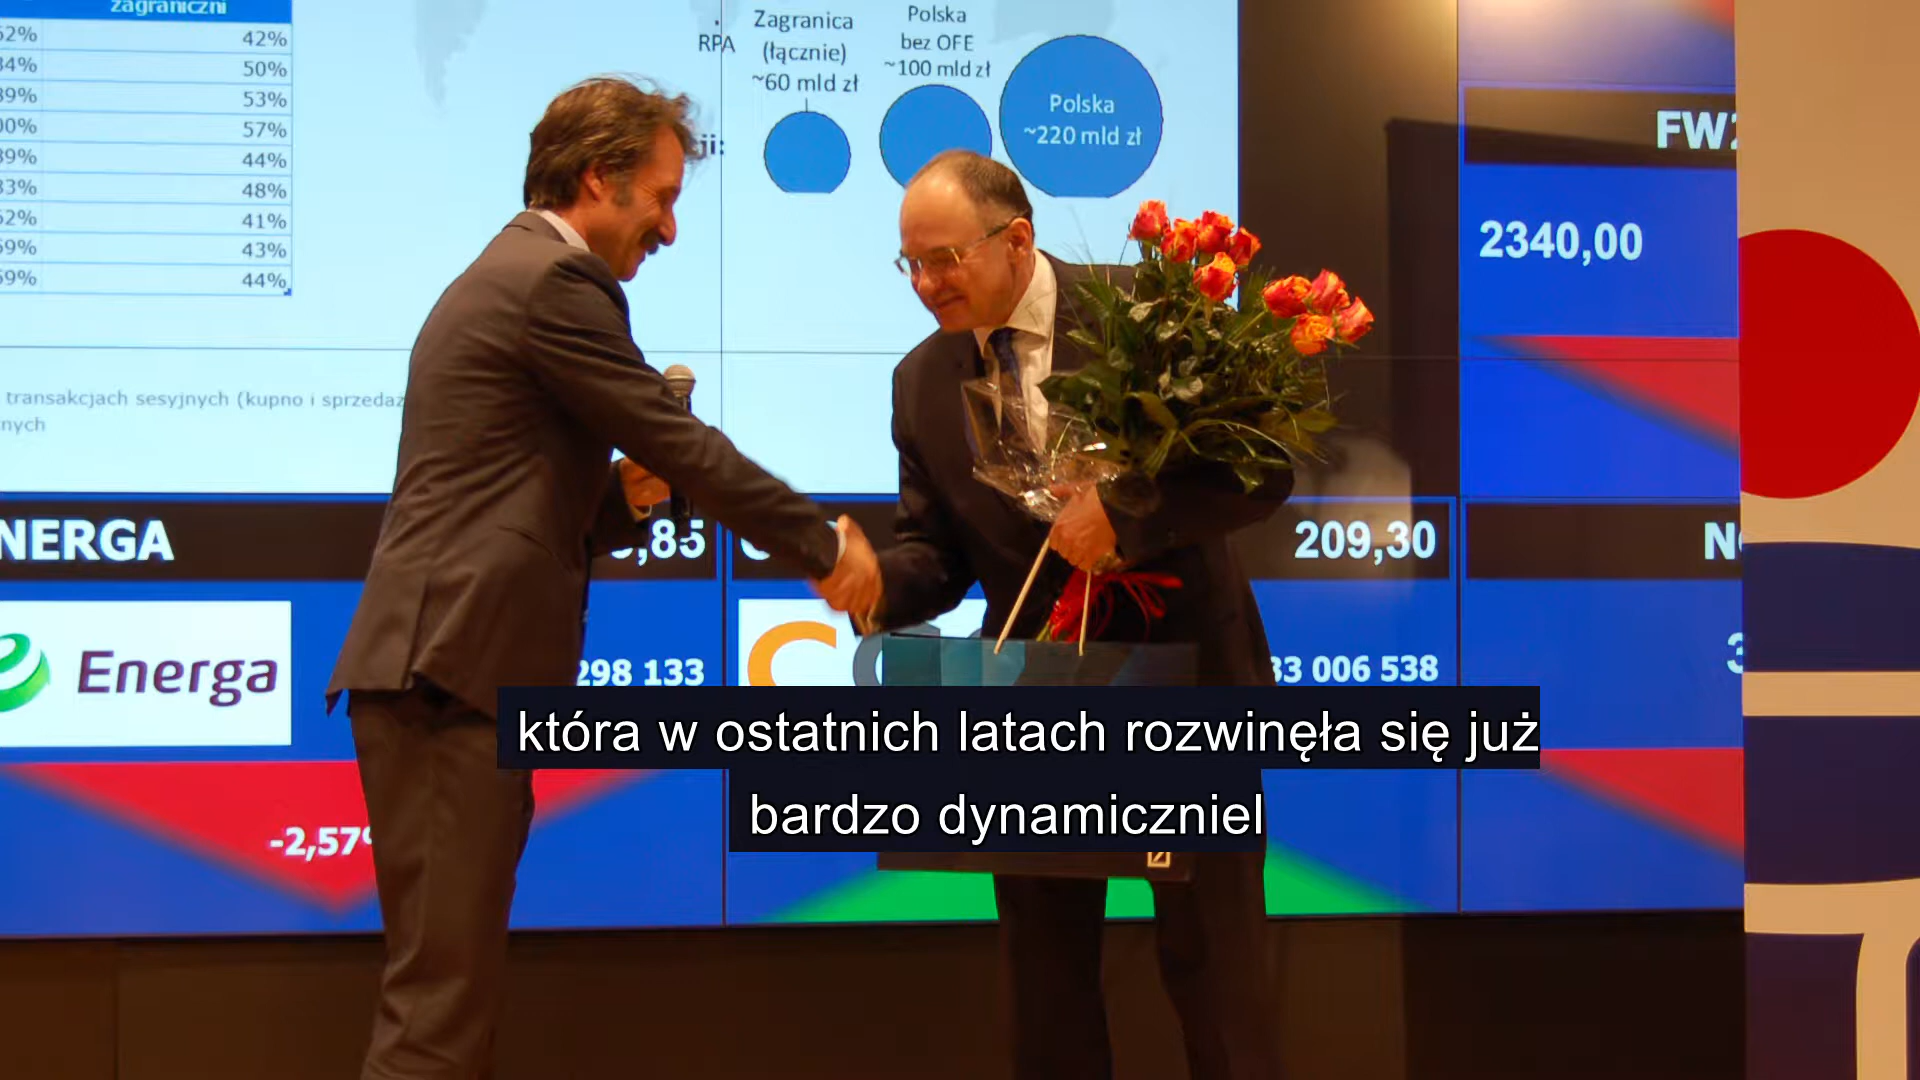 zagraniczni
52%
42%
34%
50%
39%
53%
00%
57%
39%
44%
33%
48%
52%
41%
59%
43%
59%
44%
RPA
Zagranica
(łącznie)
~60 mld zł
Polska
bez OFE
~100 mld zł
Polska
~220 mld zł
ji:
transakcjach sesyjnych (kupno i sprzedaż
nych
2340,00
NERGA
,85
209,30
Energa
298 133
33 006 538
-2,57%
która w ostatnich latach rozwinęła się już
bardzo dynamiczniel